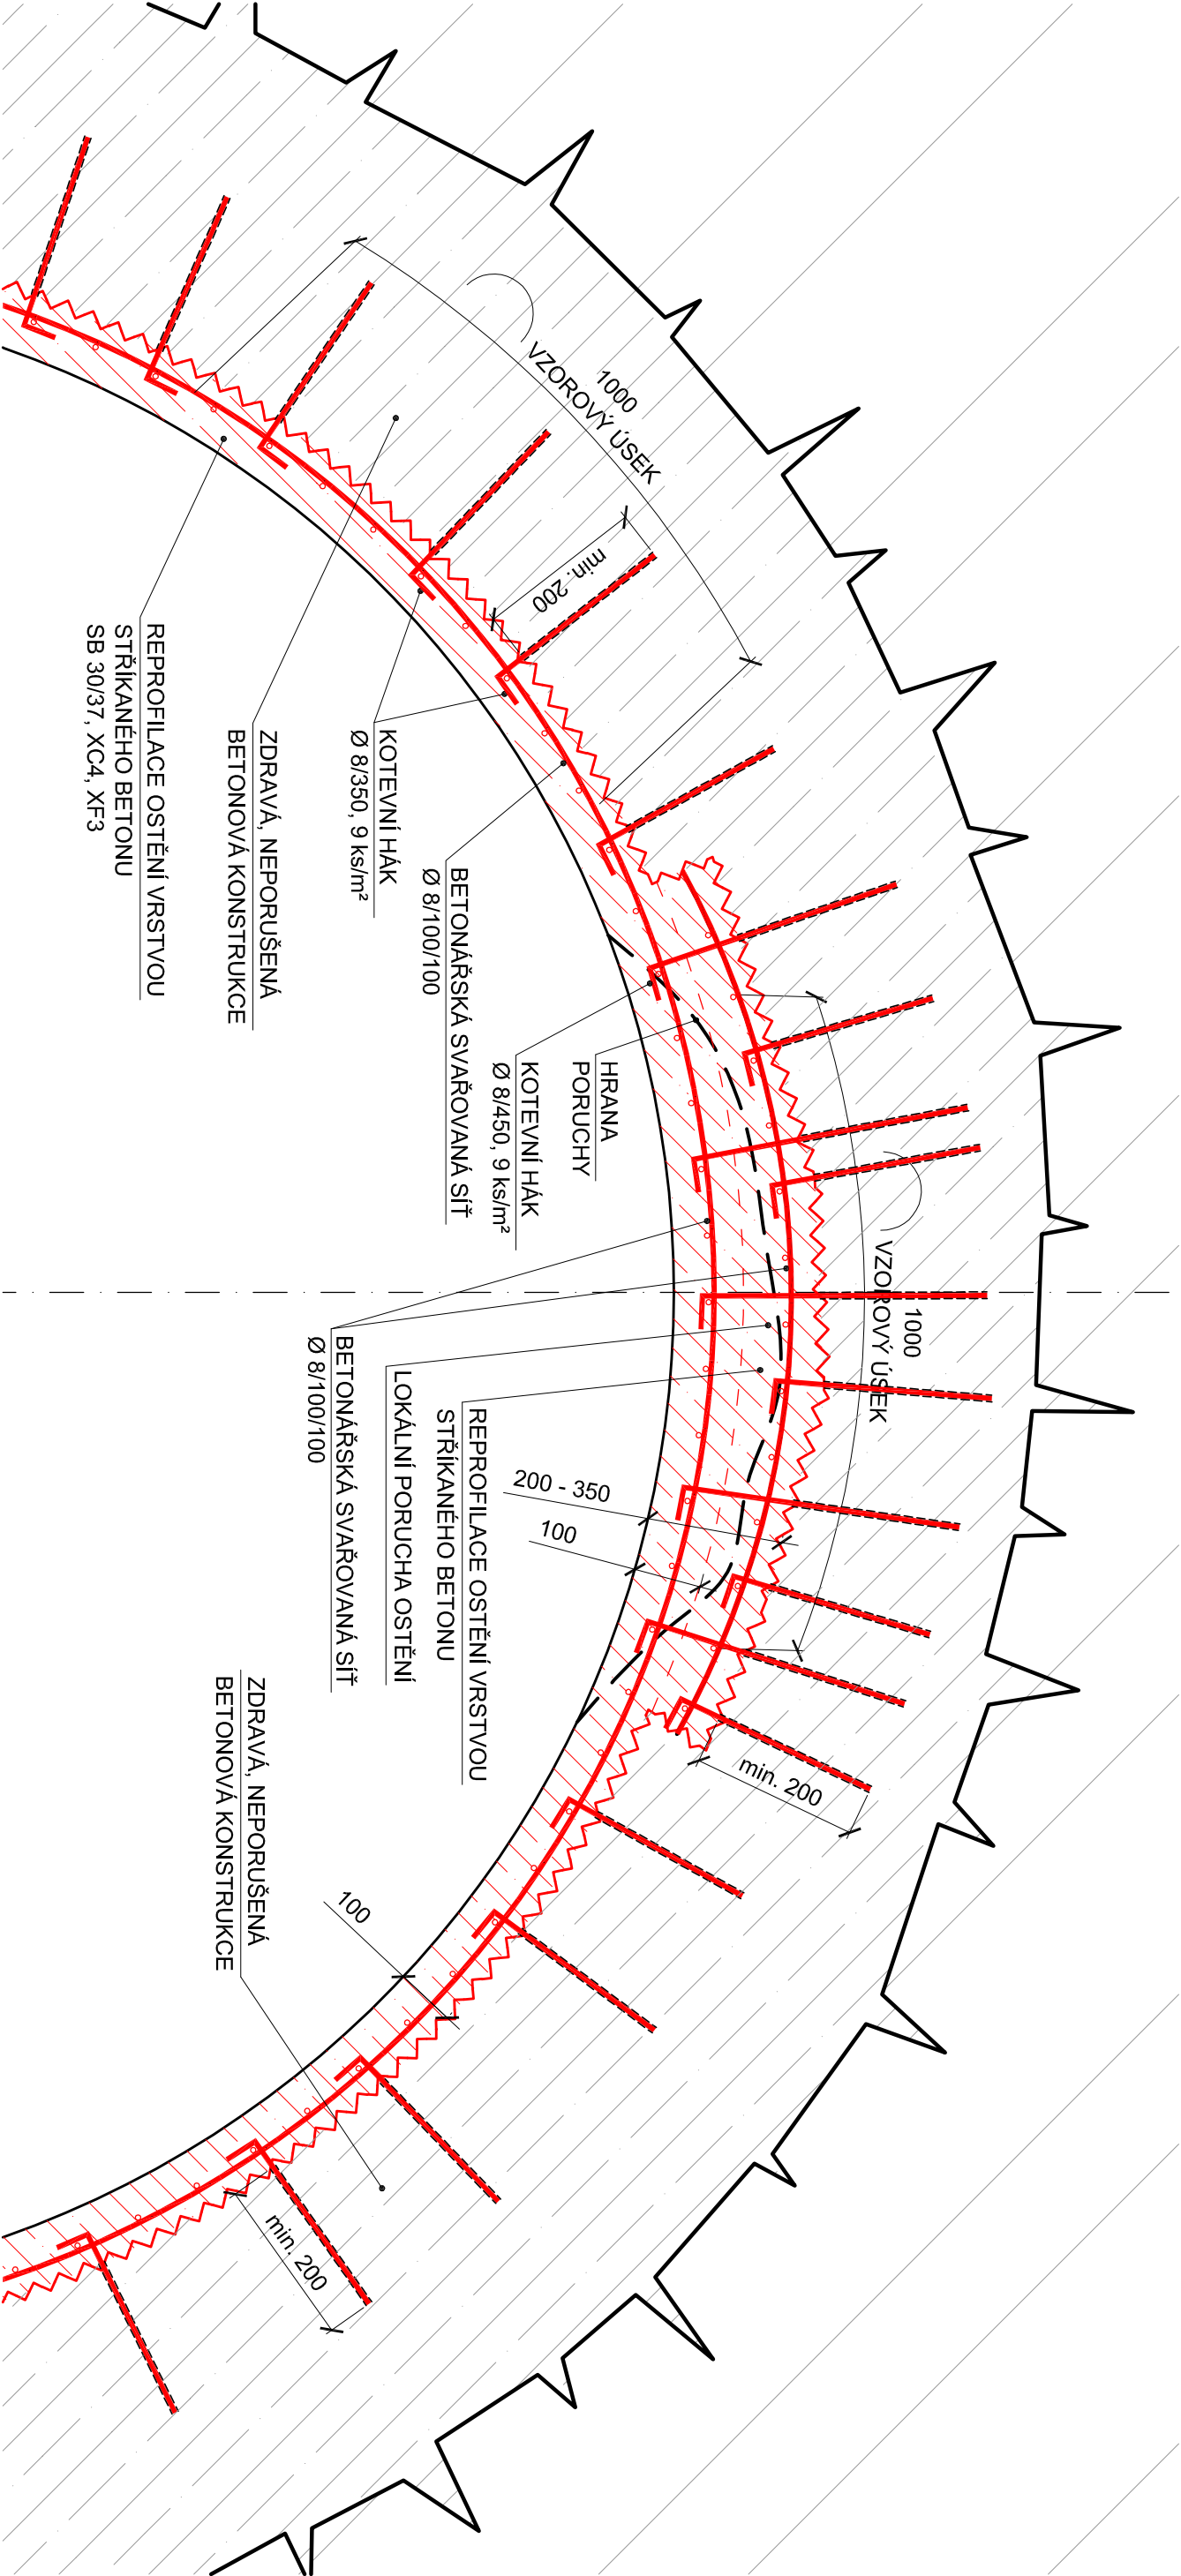 1000
VZOROVÝ ÚSEK
min. 200
REPROFILACE OSTĚNÍ VRSTVOU
STŘÍKANÉHO BETONU
SB 30/37, XC4, XF3
ZDRAVÁ, NEPORUŠENÁ
BETONOVÁ KONSTRUKCE
KOTEVNÍ HÁK
Ø 8/350, 9 ks/m²
BETONÁŘSKÁ SVAŘOVANÁ SÍŤ
Ø 8/100/100
KOTEVNÍ HÁK
Ø 8/450, 9 ks/m²
HRANA
PORUCHY
1000
VZOROVÝ ÚSEK
BETONÁŘSKÁ SVAŘOVANÁ SÍŤ
Ø 8/100/100
LOKÁLNÍ PORUCHA OSTĚNÍ
REPROFILACE OSTĚNÍ VRSTVOU
STŘÍKANÉHO BETONU
200 - 350
100
min. 200
ZDRAVÁ, NEPORUŠENÁ
BETONOVÁ KONSTRUKCE
100
min. 200